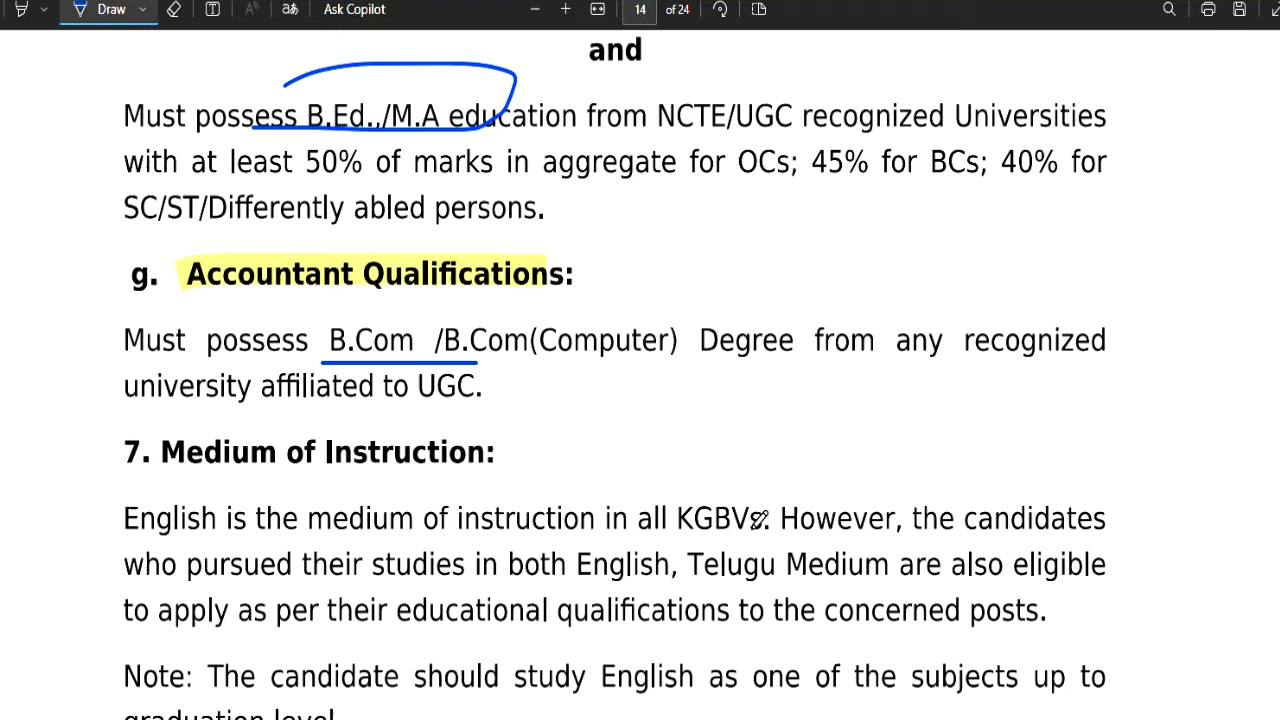 Draw
aあ
Ask Copilot
14
of 24
and
Must possess B.Ed.,/M.A education from NCTE/UGC recognized Universities
with at least 50% of marks in aggregate for OCs; 45% for BCs; 40% for
SC/ST/Differently abled persons.
g. Accountant Qualifications:
Must possess B.Com /B.Com(Computer) Degree from any recognized
university affiliated to UGC.
7. Medium of Instruction:
English is the medium of instruction in all KGBVs. However, the candidates
who pursued their studies in both English, Telugu Medium are also eligible
to apply as per their educational qualifications to the concerned posts.
Note: The candidate should study English as one of the subjects up to
graduation level